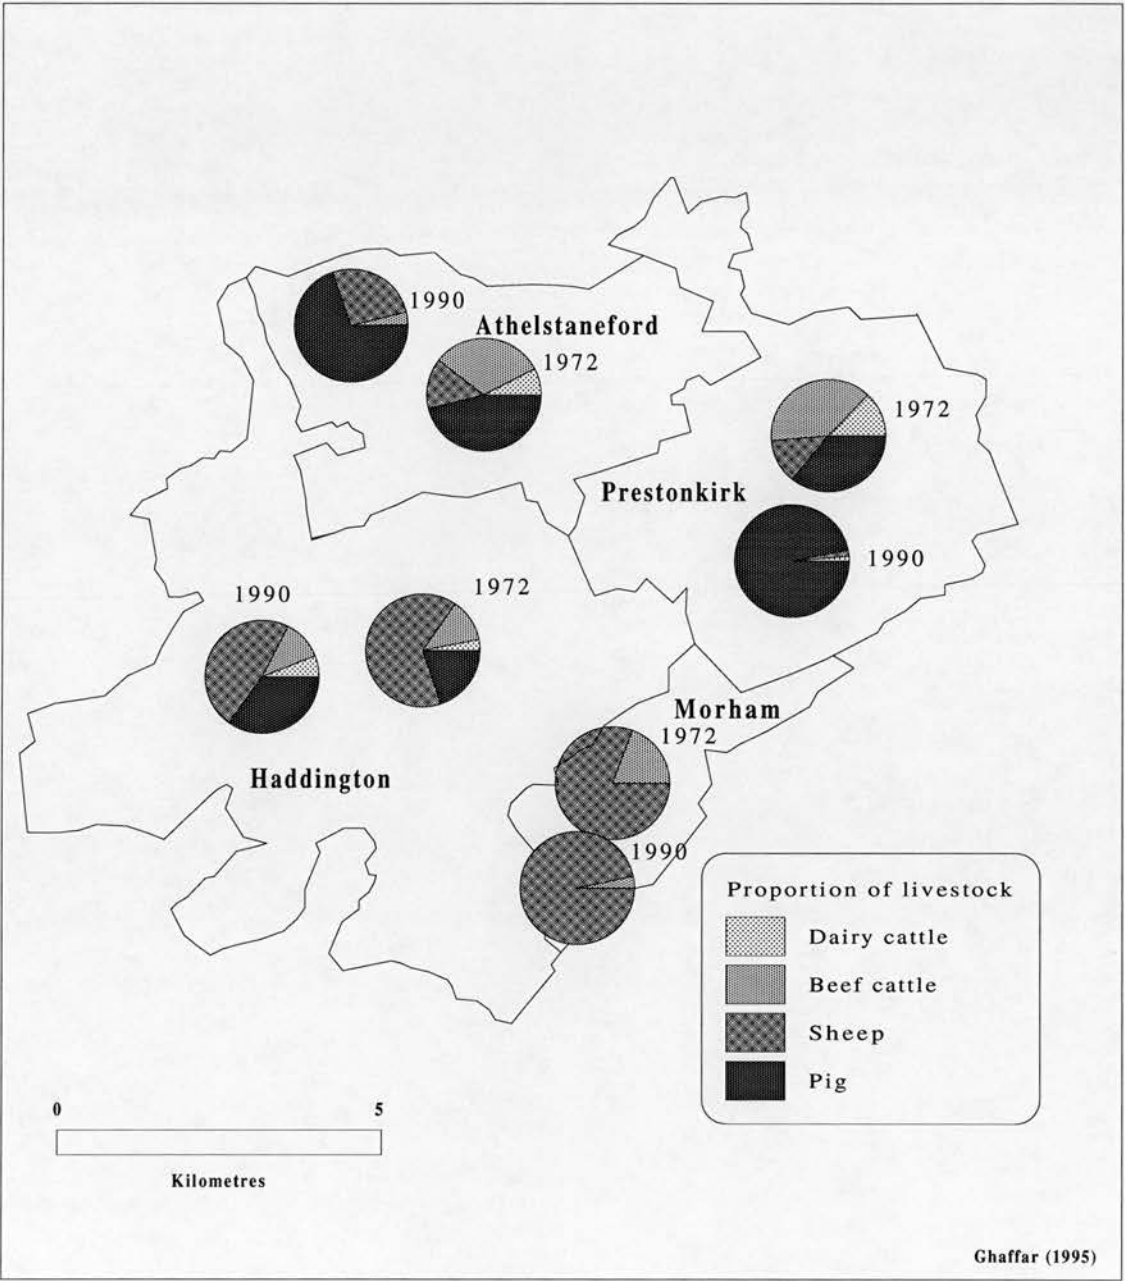 1990
Athelstaneford
1972
1972
Prestonkirk
1990
1990
1972
Morham
1972
Haddington
1990
Proportion of livestock
Dairy cattle
Beef cattle
Sheep
Pig
0 5
Kilometres
Ghaffar (1995)